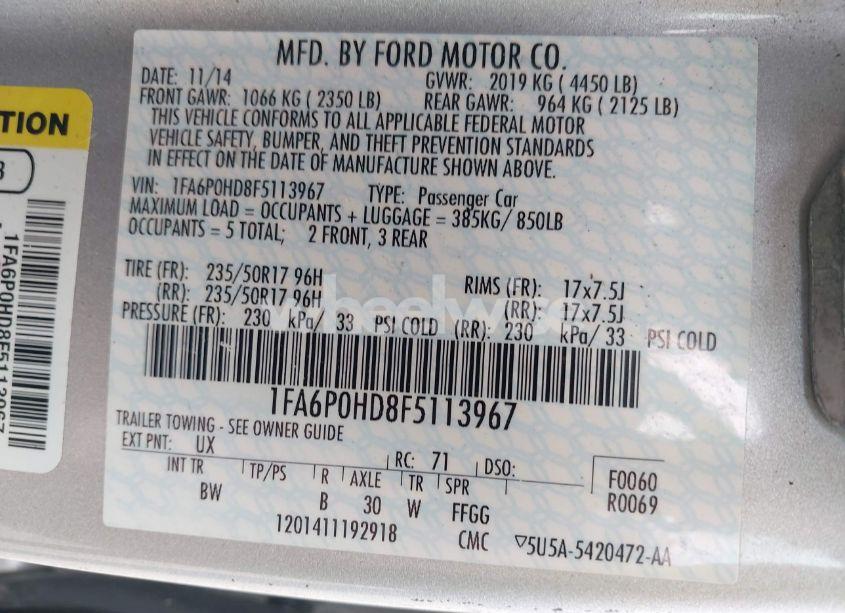 MFD. BY FORD MOTOR CO.
DATE: 11/14 GVWR: 2019 KG ( 4450 LB)
FRONT GAWR: 1066 KG ( 2350 LB) REAR GAWR: 964 KG ( 2125 LB)
THIS VEHICLE CONFORMS TO ALL APPLICABLE FEDERAL MOTOR
VEHICLE SAFETY, BUMPER, AND THEFT PREVENTION STANDARDS
IN EFFECT ON THE DATE OF MANUFACTURE SHOWN ABOVE.
VIN: 1FA6P0HD8F5113967 TYPE: Passenger Car
MAXIMUM LOAD = OCCUPANTS + LUGGAGE = 385KG/ 850LB
OCCUPANTS = 5 TOTAL; 2 FRONT, 3 REAR
TIRE (FR): 235/50R17 96H RIMS (FR): 17x7.5J
(RR): 235/50R17 96H (RR): 17x7.5J
PRESSURE (FR): 230 kPa/ 33 PSI COLD (RR): 230 kPa/ 33 PSI COLD
1FA6P0HD8F5113967
TRAILER TOWING - SEE OWNER GUIDE
EXT PNT: UX RC: 71 DSO: F0060
INT TR TP/PS R AXLE TR SPR R0069
BW B 30 W FFGG
1201411192918 CMC ▽5U5A-5420472-AA
TION
1FA6P0HD8F5113967